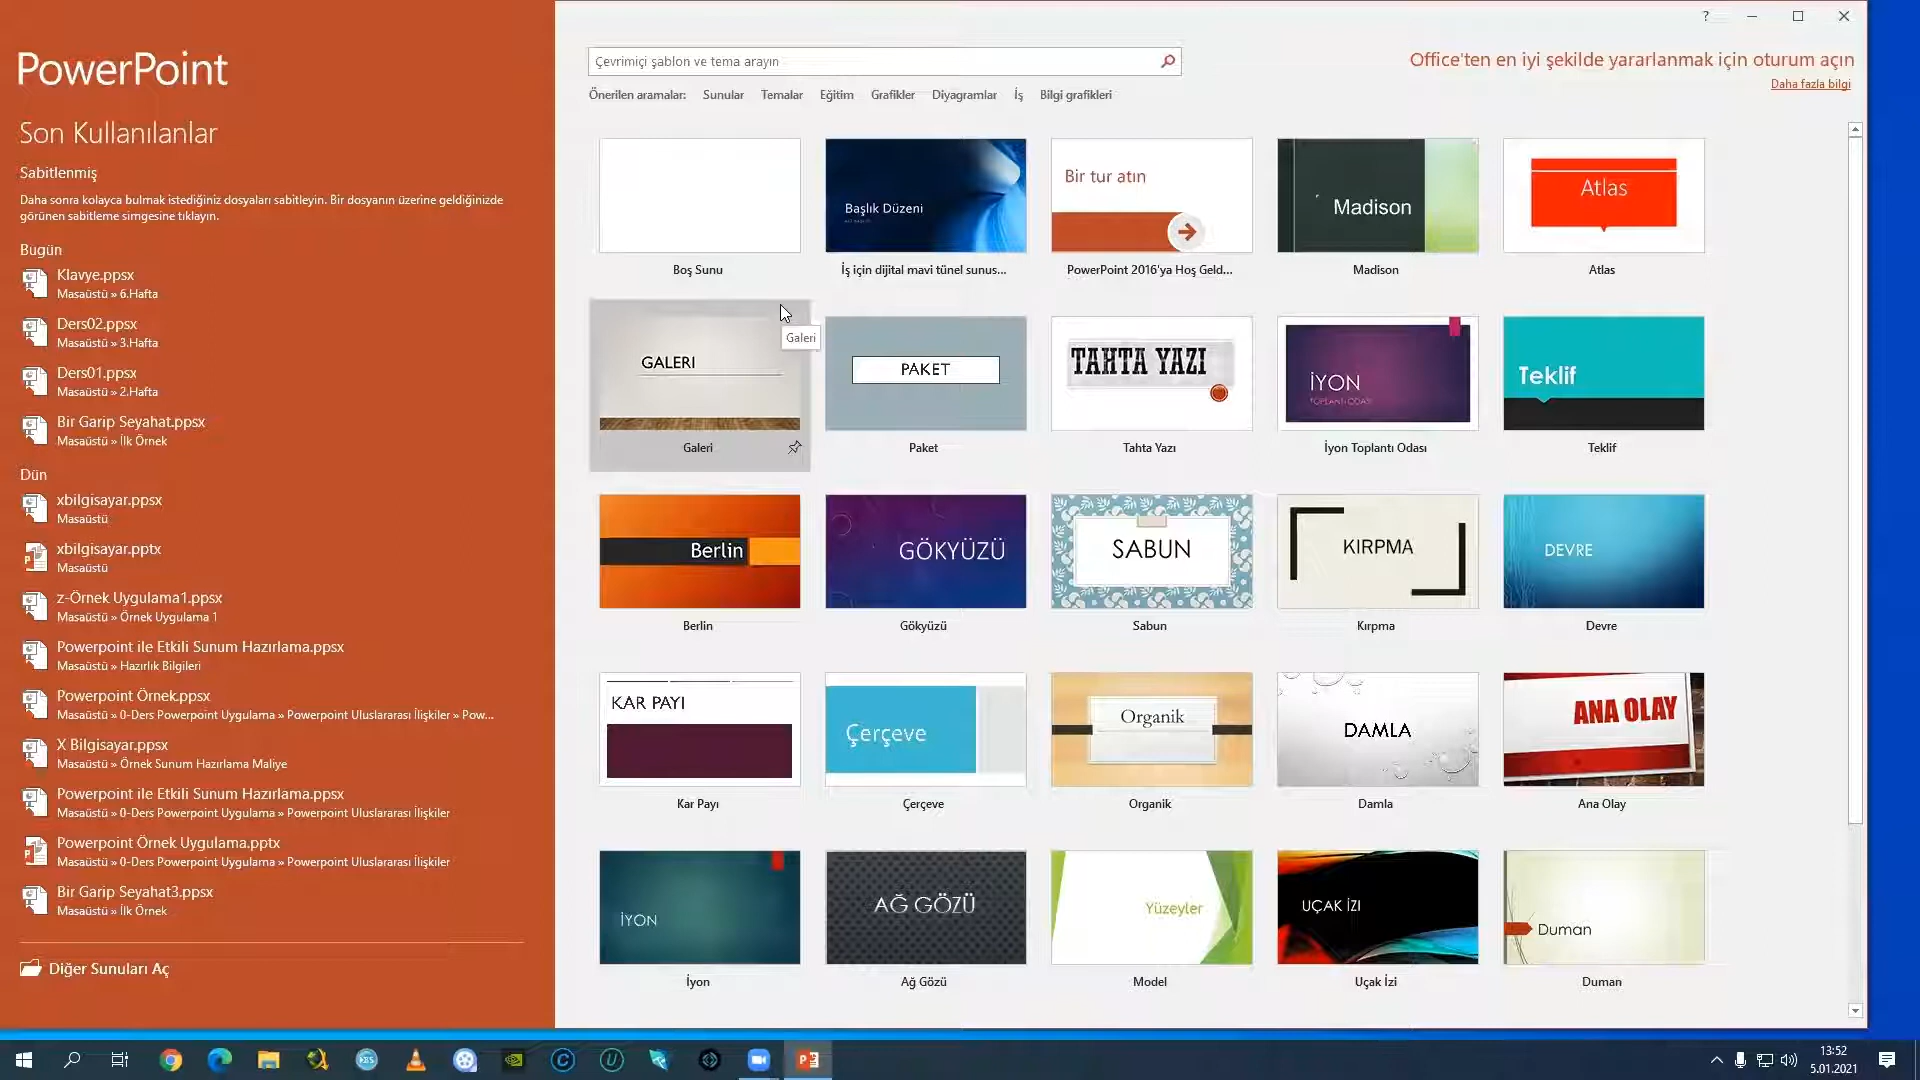 PowerPoint
Son Kullanılanlar
Sabitlenmiş
Daha sonra kolayca bulmak istediğiniz dosyaları sabitleyin. Bir dosyanın üzerine geldiğinizde
görünen sabitleme simgesine tıklayın.
Bugün
Klavye.ppsx
Masaüstü » 6.Hafta
Ders02.ppsx
Masaüstü » 3.Hafta
Ders01.ppsx
Masaüstü » 2.Hafta
Bir Garip Seyahat.ppsx
Masaüstü » İlk Örnek
Dün
xbilgisayar.ppsx
Masaüstü
xbilgisayar.pptx
Masaüstü
z-Örnek Uygulama1.ppsx
Masaüstü » Örnek Uygulama 1
Powerpoint ile Etkili Sunum Hazırlama.ppsx
Masaüstü » Hazırlık Bilgileri
Powerpoint Örnek.ppsx
Masaüstü » 0-Ders Powerpoint Uygulama » Powerpoint Uluslararası İlişkiler » Pow...
X Bilgisayar.ppsx
Masaüstü » Örnek Sunum Hazırlama Maliye
Powerpoint ile Etkili Sunum Hazırlama.ppsx
Masaüstü » 0-Ders Powerpoint Uygulama » Powerpoint Uluslararası İlişkiler
Powerpoint Örnek Uygulama.pptx
Masaüstü » 0-Ders Powerpoint Uygulama » Powerpoint Uluslararası İlişkiler
Bir Garip Seyahat3.ppsx
Masaüstü » İlk Örnek
Diğer Sunuları Aç
?
Çevrimiçi şablon ve tema arayın
Office'ten en iyi şekilde yararlanmak için oturum açın
Daha fazla bilgi
Önerilen aramalar: Sunular Temalar Eğitim Grafikler Diyagramlar İş Bilgi grafikleri
Başlık Düzeni
Bir tur atın
Madison
Atlas
Boş Sunu
İş için dijital mavi tünel sunus...
PowerPoint 2016'ya Hoş Geld...
Madison
Atlas
GALERİ
Galeri
PAKET
TAHTA YAZI
İYON
TOPLANTI ODASI
Teklif
Galeri
Paket
Tahta Yazı
İyon Toplantı Odası
Teklif
Berlin
GÖKYÜZÜ
SABUN
KIRPMA
DEVRE
Berlin
Gökyüzü
Sabun
Kırpma
Devre
KAR PAYI
Çerçeve
Organik
DAMLA
ANA OLAY
Kar Payı
Çerçeve
Organik
Damla
Ana Olay
İYON
AĞ GÖZÜ
Yüzeyler
UÇAK İZİ
Duman
İyon
Ağ Gözü
Model
Uçak İzi
Duman
13:52
5.01.2021